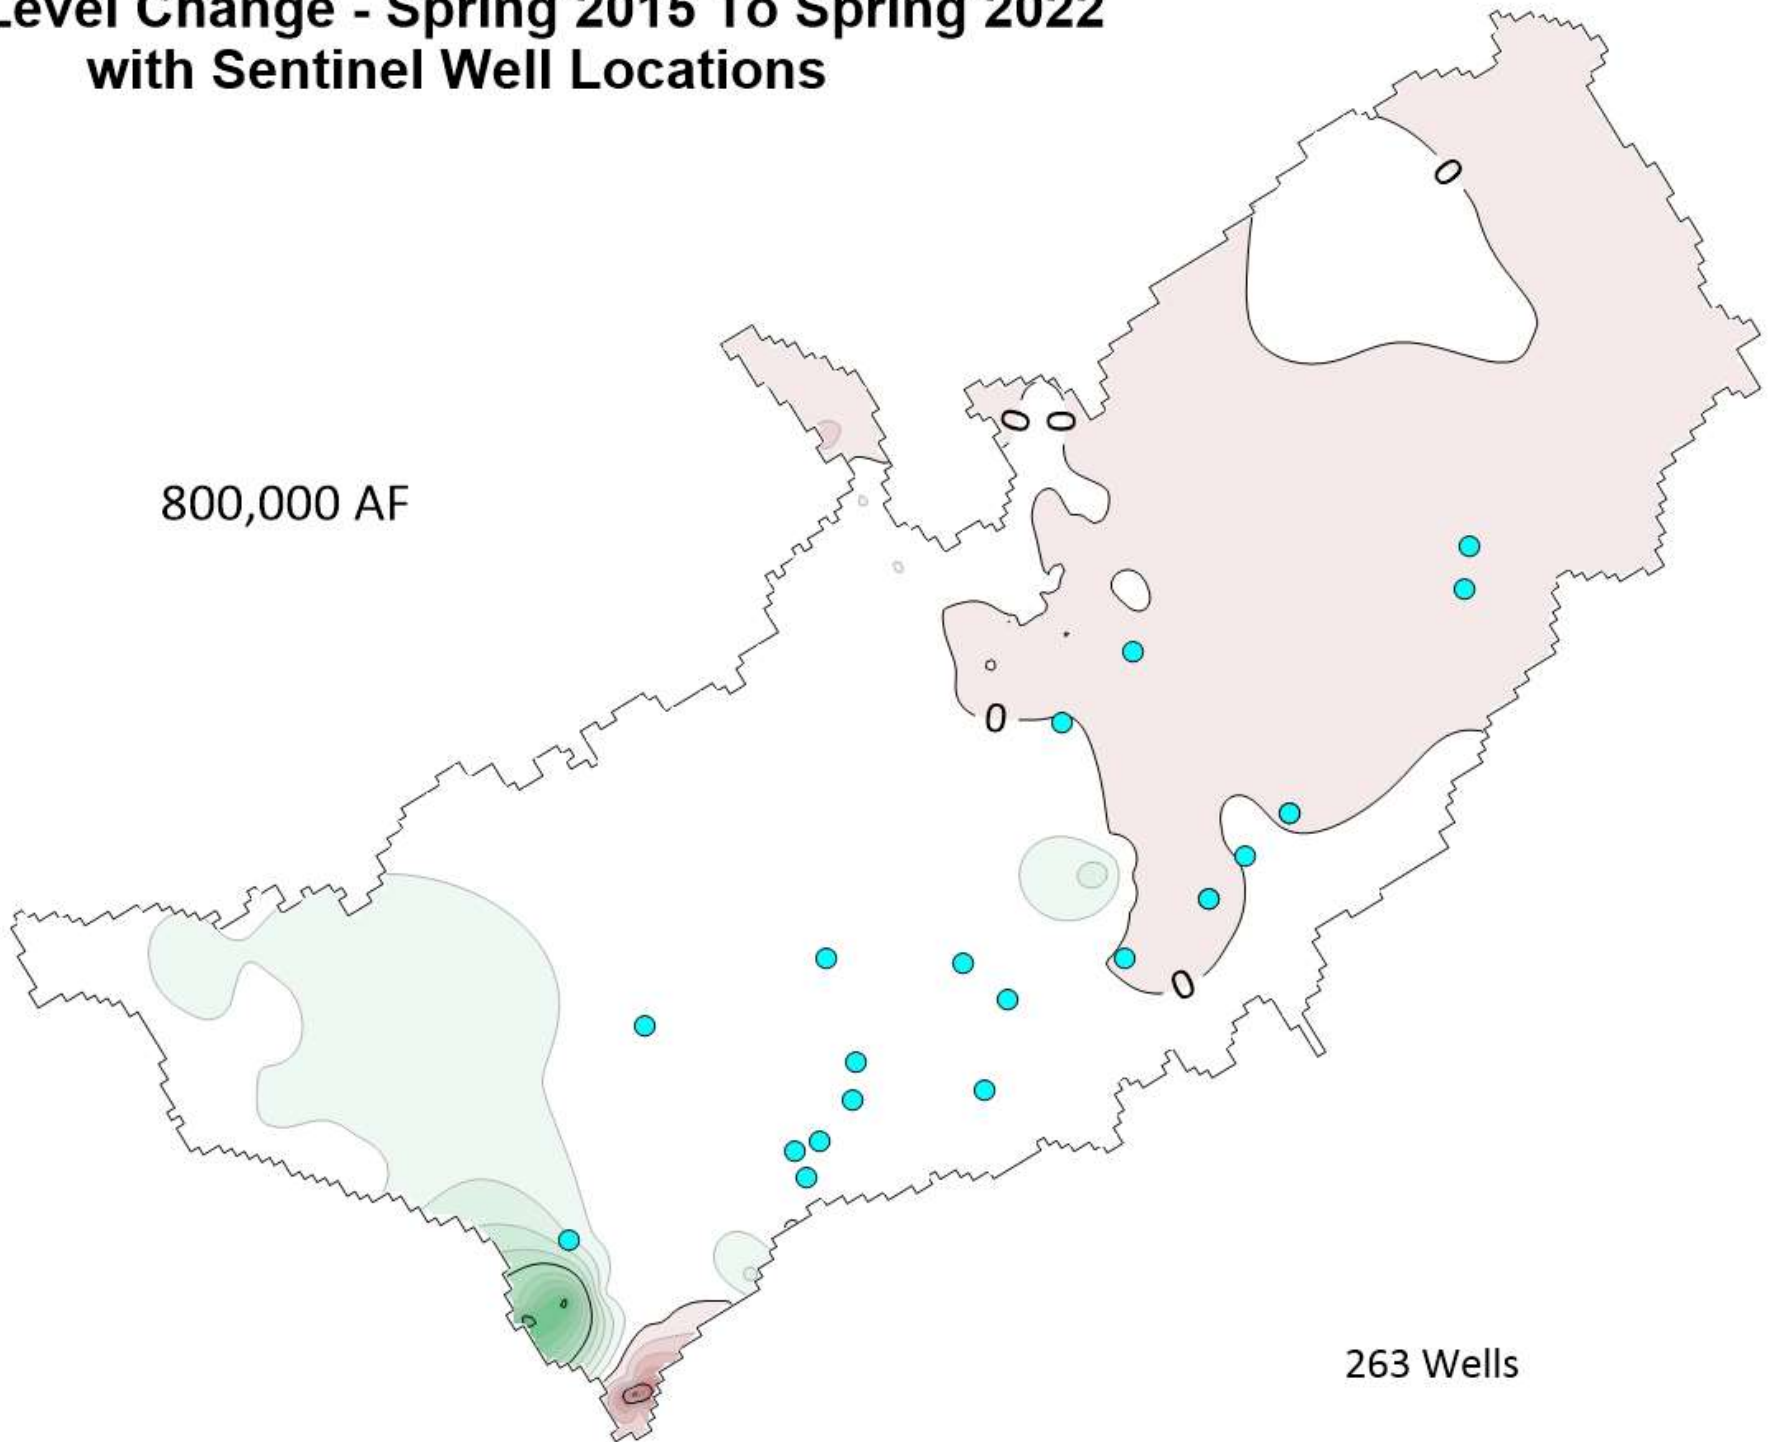 Level Change - Spring 2015 To Spring 2022
with Sentinel Well Locations
0
0 0
800,000 AF
0
0
263 Wells